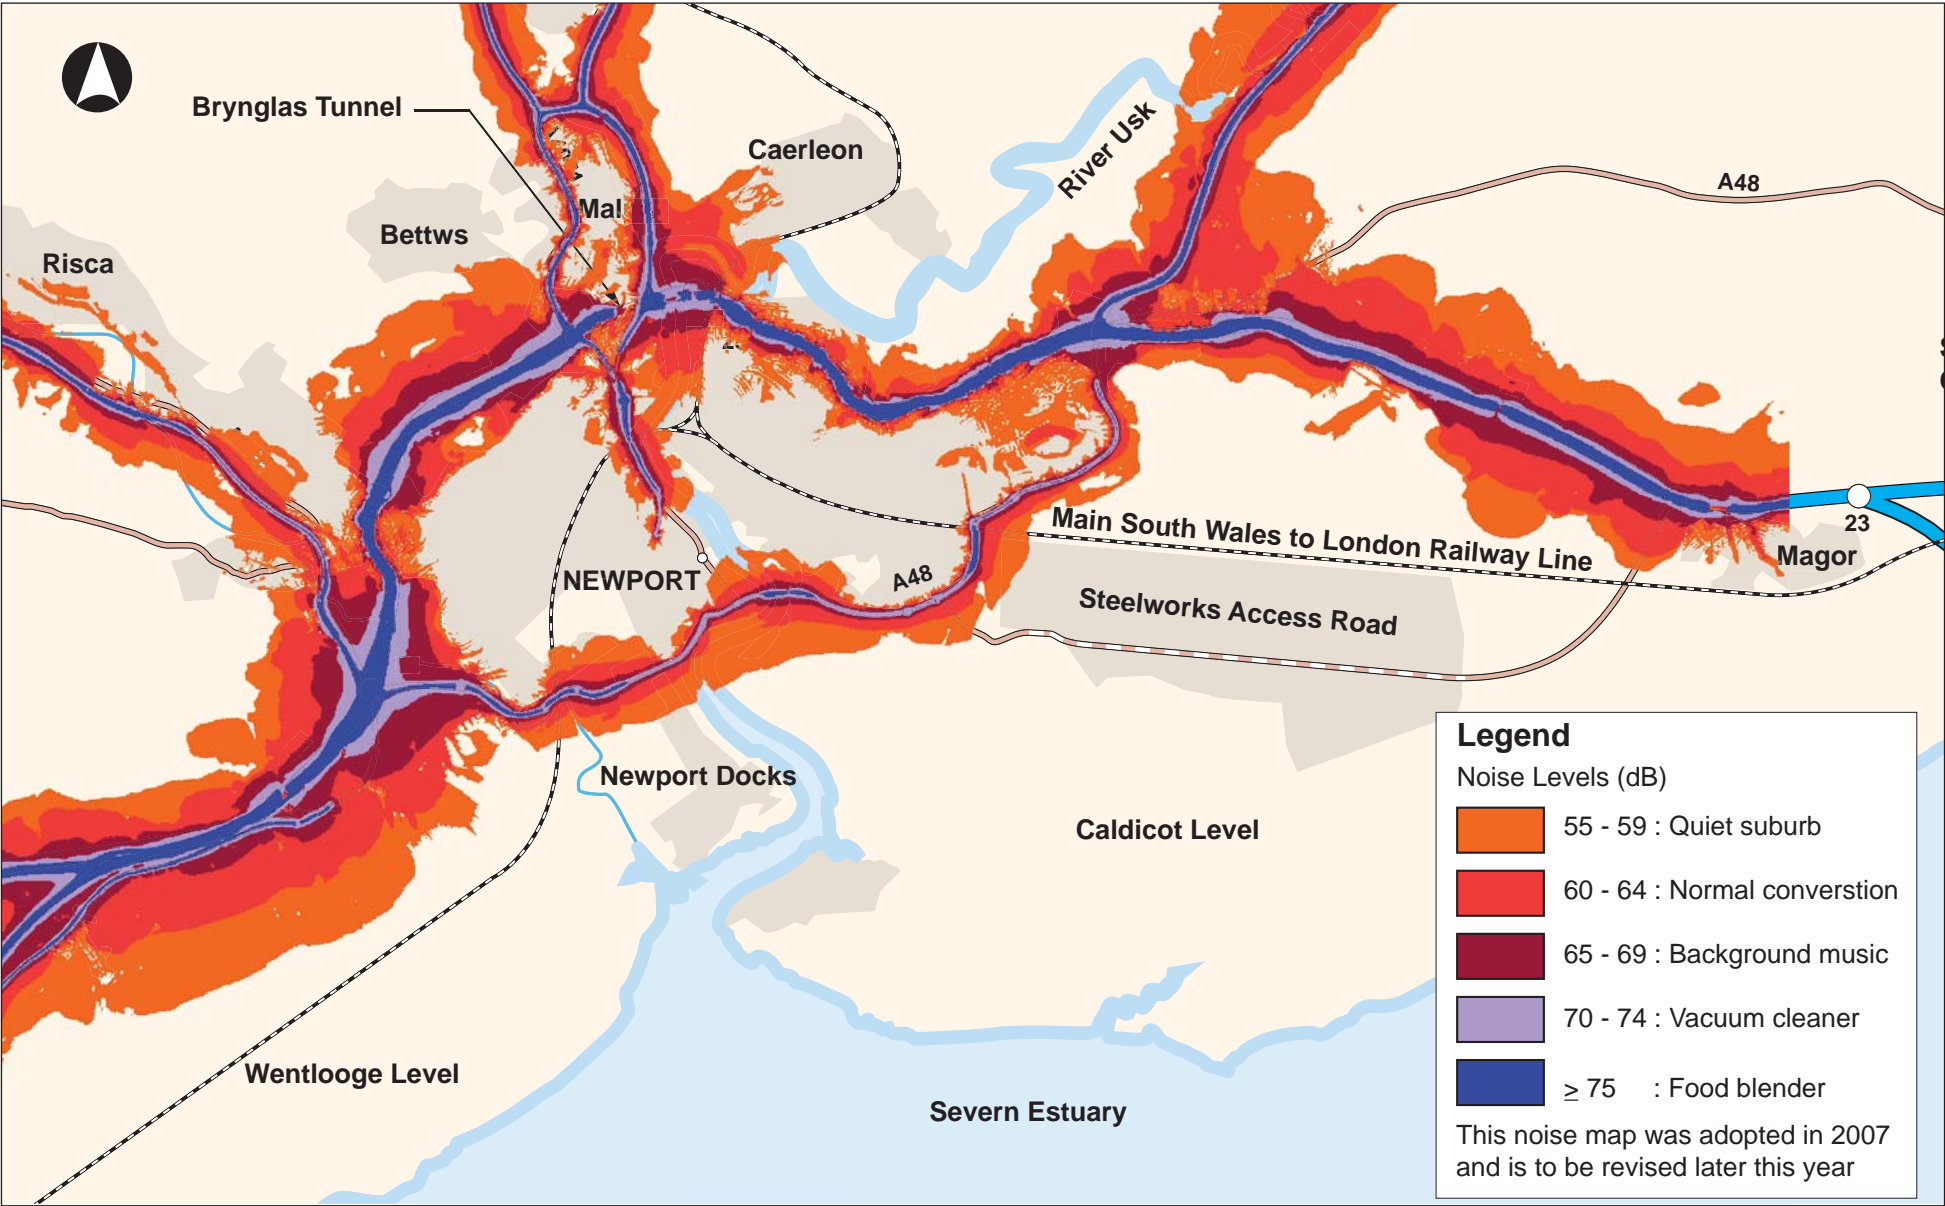 Brynglas Tunnel
Caerleon
River Usk
A48
Mal
Bettws
Risca
Main South Wales to London Railway Line
23
Magor
NEWPORT
A48
Steelworks Access Road
Newport Docks
Caldicot Level
Wentlooge Level
Severn Estuary
Legend
Noise Levels (dB)
55 - 59 : Quiet suburb
60 - 64 : Normal converstion
65 - 69 : Background music
70 - 74 : Vacuum cleaner
≥ 75 : Food blender
This noise map was adopted in 2007
and is to be revised later this year